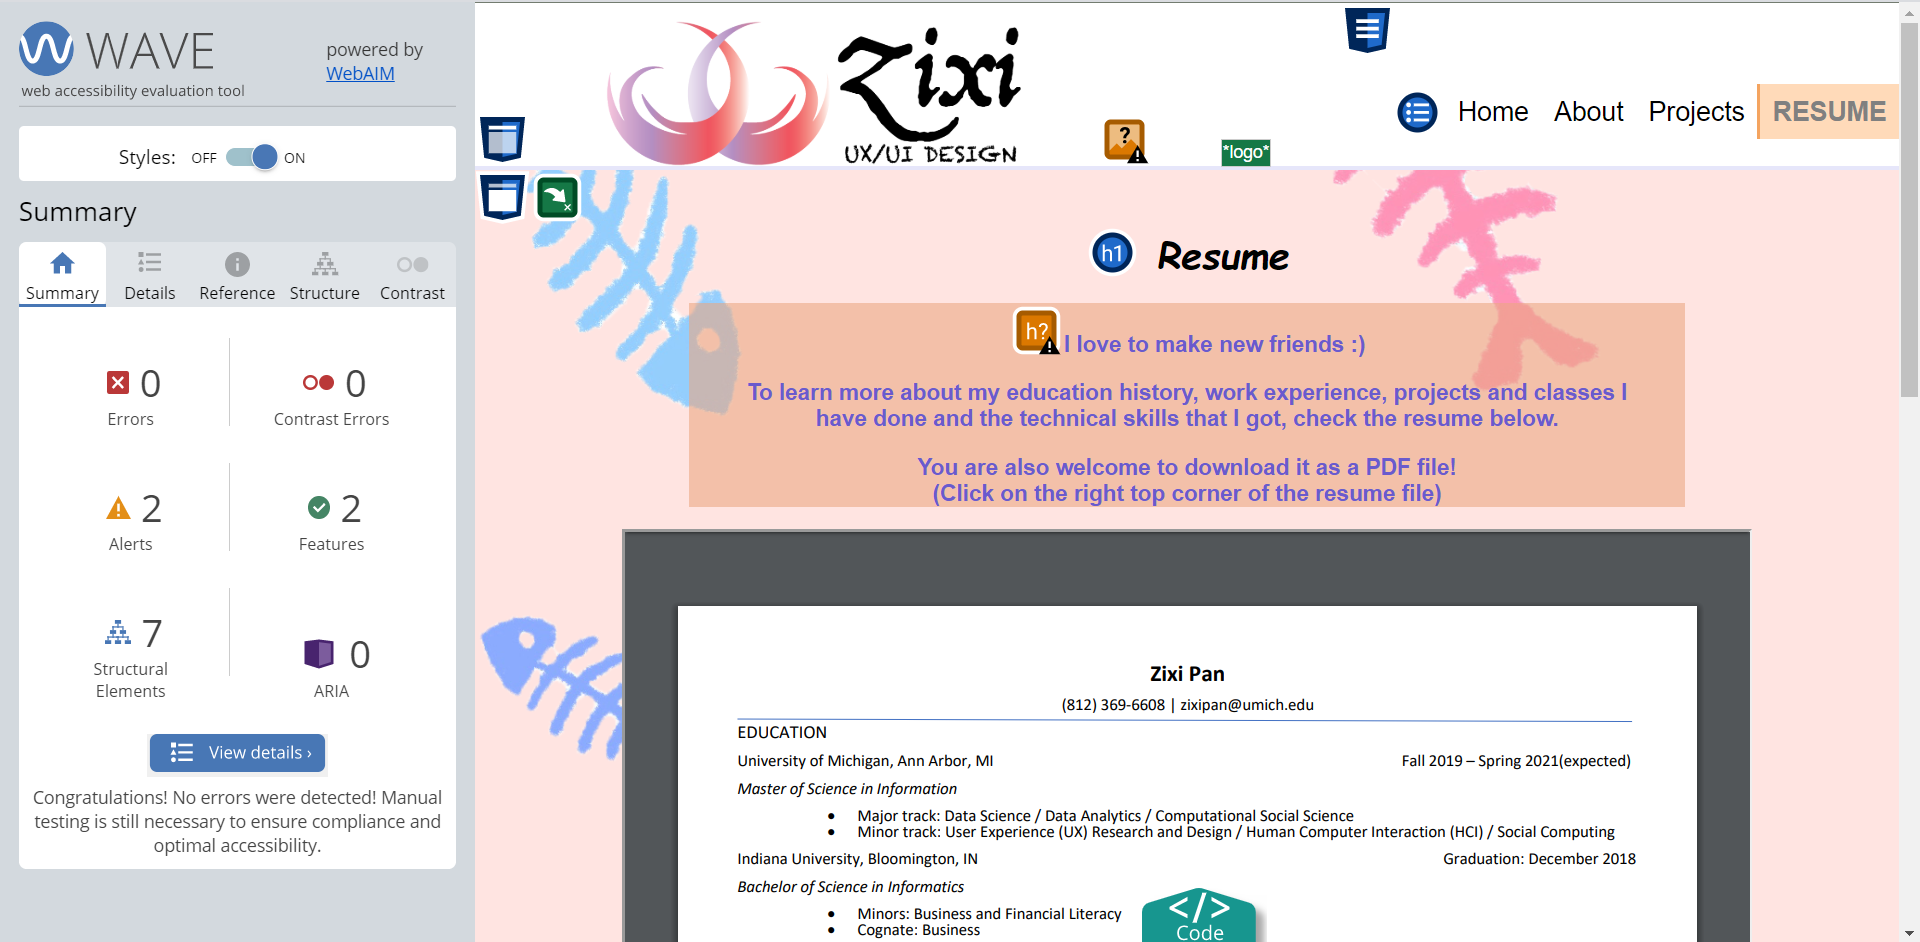 WAVE
web accessibility evaluation tool
powered by
WebAIM
Styles: OFF ON
Summary
Summary Details Reference Structure Contrast
0
Errors
0
Contrast Errors
2
Alerts
2
Features
7
Structural
Elements
0
ARIA
View details ›
Congratulations! No errors were detected! Manual
testing is still necessary to ensure compliance and
optimal accessibility.
Zixi
UX/UI DESIGN
?
*logo*
Home About Projects RESUME
h1 Resume
h? I love to make new friends :)
To learn more about my education history, work experience, projects and classes I
have done and the technical skills that I got, check the resume below.
You are also welcome to download it as a PDF file!
(Click on the right top corner of the resume file)
Zixi Pan
(812) 369-6608 | zixipan@umich.edu
EDUCATION
University of Michigan, Ann Arbor, MI Fall 2019 – Spring 2021(expected)
Master of Science in Information
• Major track: Data Science / Data Analytics / Computational Social Science
• Minor track: User Experience (UX) Research and Design / Human Computer Interaction (HCI) / Social Computing
Indiana University, Bloomington, IN Graduation: December 2018
Bachelor of Science in Informatics
• Minors: Business and Financial Literacy
• Cognate: Business
</>
Code